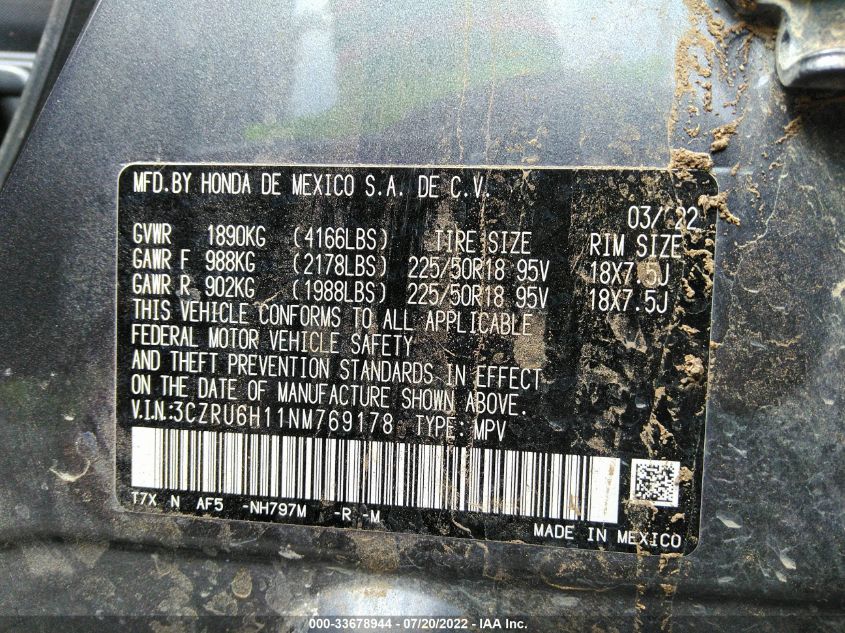 MFD.BY HONDA DE MEXICO S.A. DE C.V.
03/ 22
GVWR 1890KG (4166LBS) TIRE SIZE RIM SIZE
GAWR F 988KG (2178LBS) 225/50R18 95V 18X7.5J
GAWR R 902KG (1988LBS) 225/50R18 95V 18X7.5J
THIS VEHICLE CONFORMS TO ALL APPLICABLE
FEDERAL MOTOR VEHICLE SAFETY
AND THEFT PREVENTION STANDARDS IN EFFECT
ON THE DATE OF MANUFACTURE SHOWN ABOVE.
V.I.N.:3CZRU6H11NM769178 TYPE: MPV
T7X N AF5 -NH797M -R -M
MADE IN MEXICO
000-33678944 - 07/20/2022 - IAA Inc.